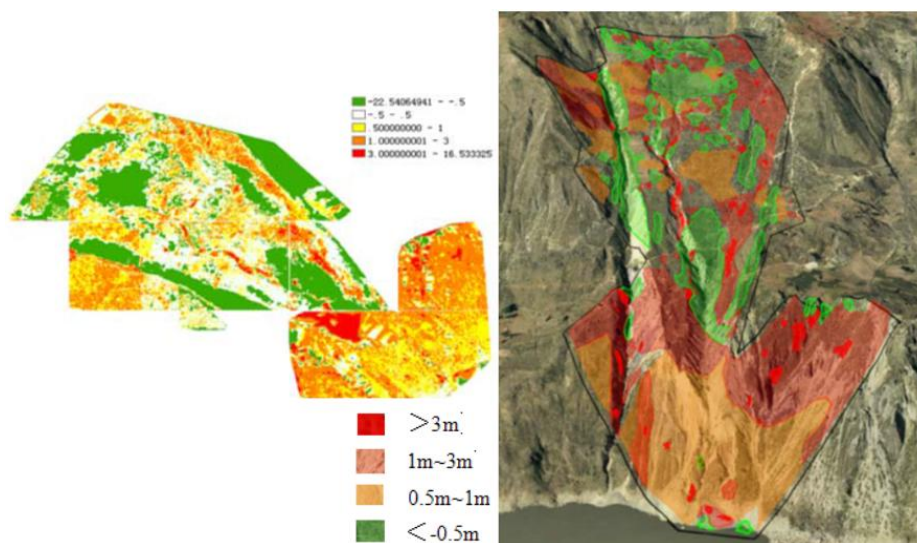 -22.54064941 - -.5
-.5 - .5
.500000000 - 1
1.000000001 - 3
3.000000001 - 16.533325
＞3m
1m~3m
0.5m~1m
＜-0.5m